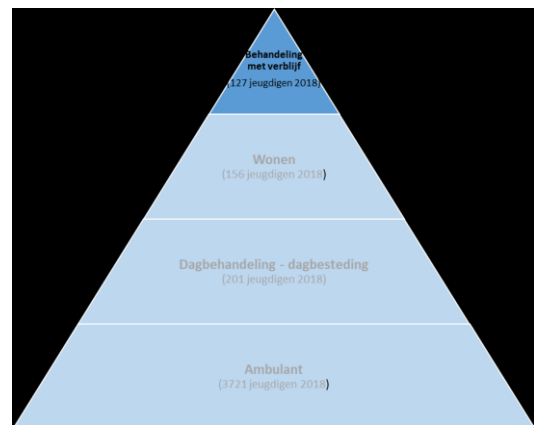 Behandeling
met verblijf
(127 jeugdigen 2018)
Wonen
(156 jeugdigen 2018)
Dagbehandeling - dagbesteding
(201 jeugdigen 2018)
Ambulant
(3721 jeugdigen 2018)